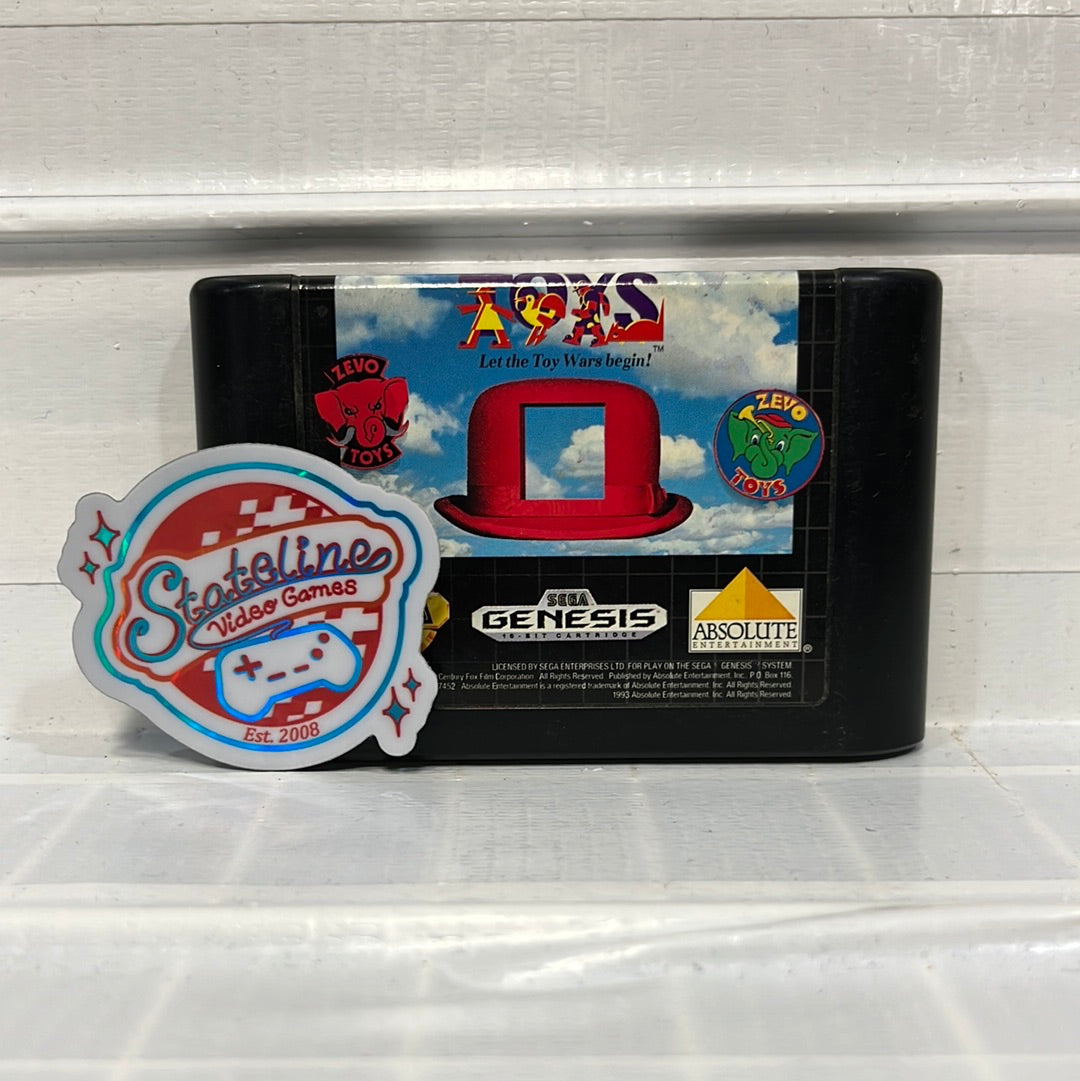 TOYS
TM
Let the Toy Wars begin!
ZEVO
TOYS
ZEVO
TOYS
Stateline
Video Games
Est. 2008
SEGA
GENESIS
16-BIT CARTRIDGE
ABSOLUTE
ENTERTAINMENT
®
LICENSED BY SEGA ENTERPRISES LTD. FOR PLAY ON THE SEGA GENESIS SYSTEM
Century Fox Film Corporation. All Rights Reserved. Published by Absolute Entertainment, Inc., P.O. Box 116,
7452 Absolute Entertainment is a registered trademark of Absolute Entertainment, Inc. All Rights Reserved.
1993 Absolute Entertainment, Inc. All Rights Reserved.